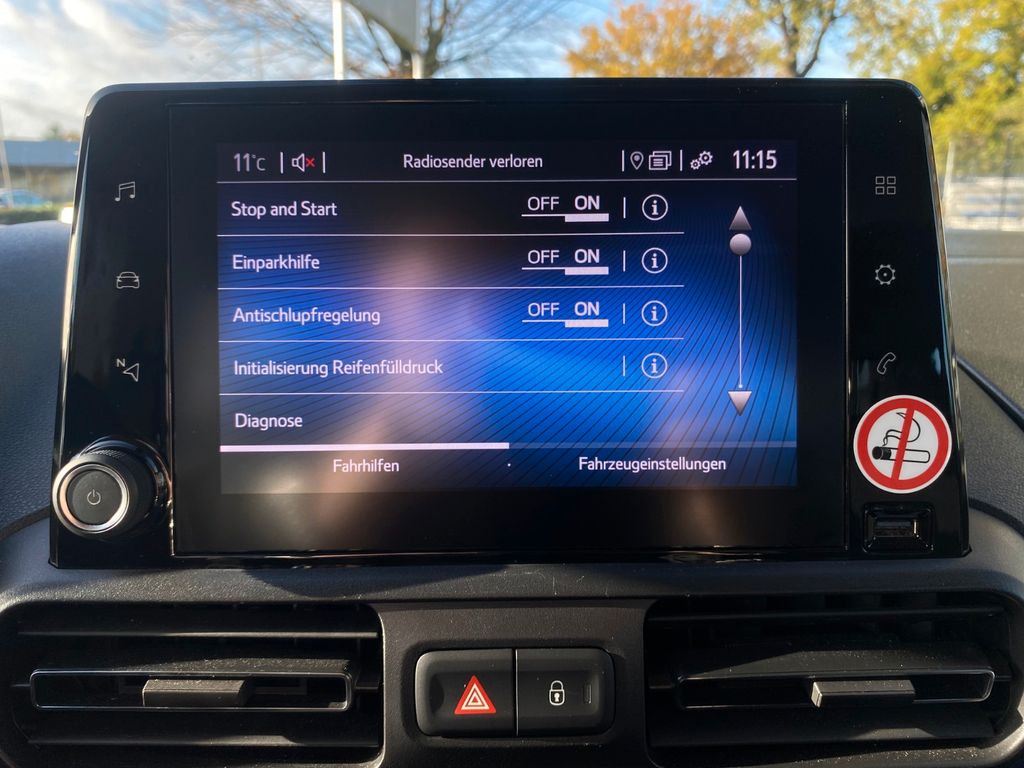 11°C Radiosender verloren 11:15
Stop and Start OFF ON
Einparkhilfe OFF ON
Antischlupfregelung OFF ON
Initialisierung Reifenfülldruck
Diagnose
Fahrhilfen Fahrzeugeinstellungen
N